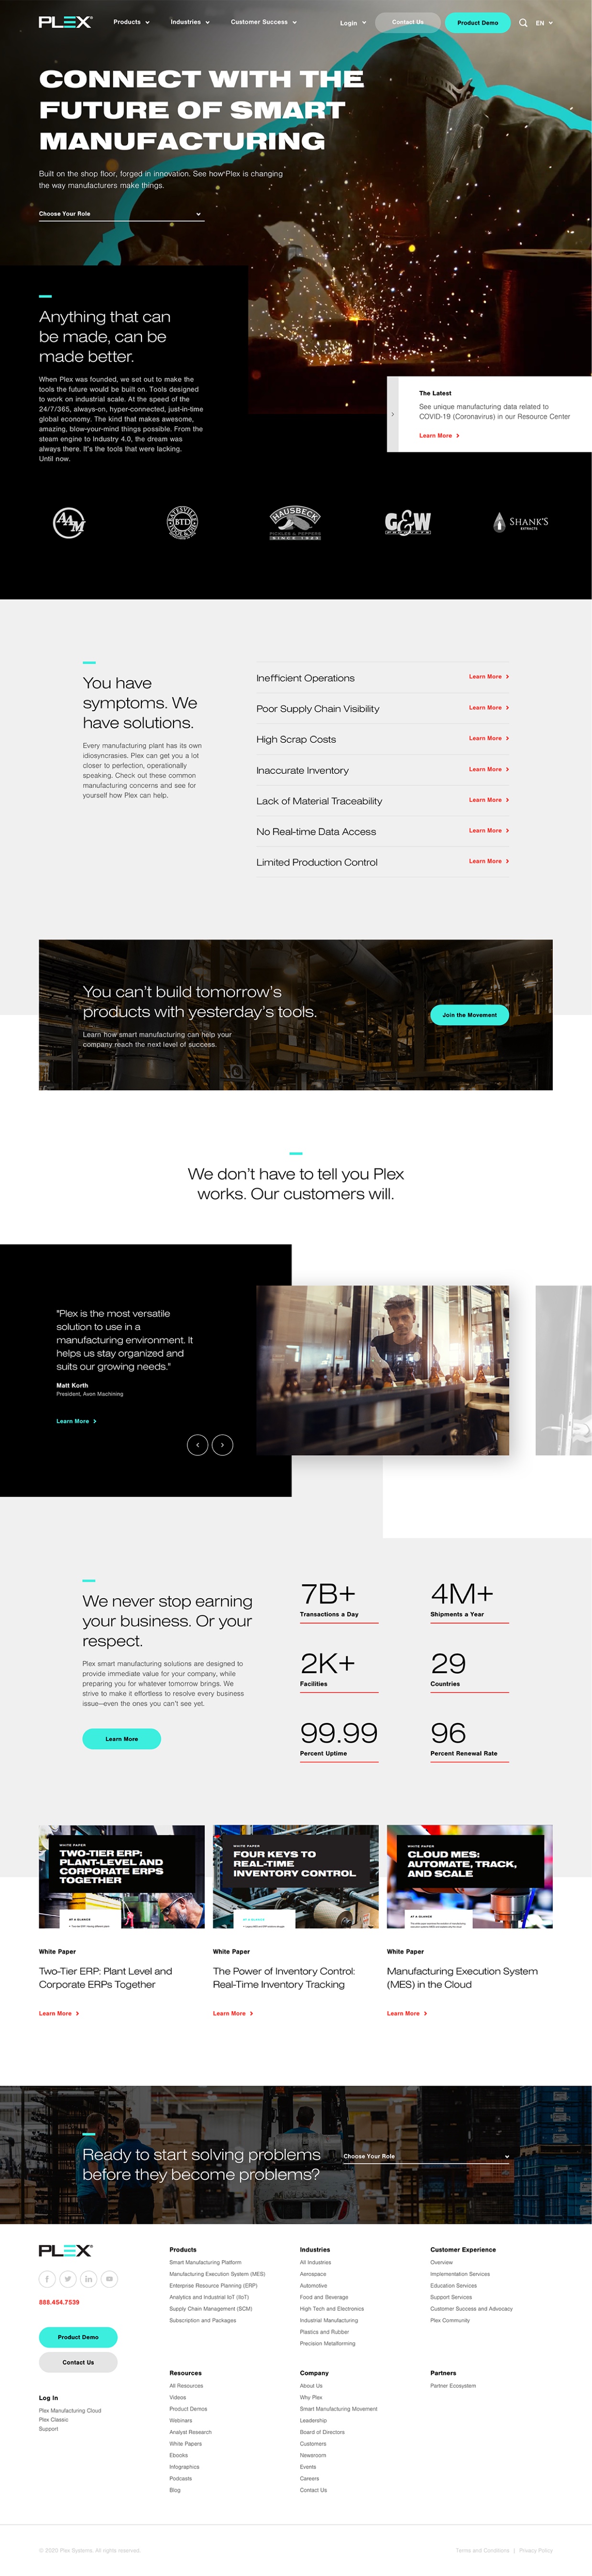 PLEX
Products
Industries
Customer Success
Login
Contact Us
Product Demo
EN
CONNECT WITH THE
FUTURE OF SMART
MANUFACTURING
Built on the shop floor, forged in innovation. See how Plex is changing
the way manufacturers make things.
Choose Your Role
Anything that can
be made, can be
made better.
When Plex was founded, we set out to make the
tools the future would be built on. Tools designed
to work on industrial scale. At the speed of the
24/7/365, always-on, hyper-connected, just-in-time
global economy. The kind that makes awesome,
amazing, blow-your-mind things possible. From the
steam engine to Industry 4.0, the dream was
always there. It's the tools that were lacking.
Until now.
The Latest
See unique manufacturing data related to
COVID-19 (Coronavirus) in our Resource Center
Learn More
AAM
BTD
HAUSBECK
PICKLES & PEPPERS
SINCE 1923
G&W
SHANK'S
EXTRACTS
You have
symptoms. We
have solutions.
Every manufacturing plant has its own
idiosyncrasies. Plex can get you a lot
closer to perfection, operationally
speaking. Check out these common
manufacturing concerns and see for
yourself how Plex can help.
Inefficient Operations
Learn More
Poor Supply Chain Visibility
Learn More
High Scrap Costs
Learn More
Inaccurate Inventory
Learn More
Lack of Material Traceability
Learn More
No Real-time Data Access
Learn More
Limited Production Control
Learn More
You can't build tomorrow's
products with yesterday's tools.
Learn how smart manufacturing can help your
company reach the next level of success.
Join the Movement
We don't have to tell you Plex
works. Our customers will.
"Plex is the most versatile
solution to use in a
manufacturing environment. It
helps us stay organized and
suits our growing needs."
Matt Korth
President, Avon Machining
Learn More
We never stop earning
your business. Or your
respect.
Plex smart manufacturing solutions are designed to
provide immediate value for your company, while
preparing you for whatever tomorrow brings. We
strive to make it effortless to resolve every business
issue–even the ones you can't see yet.
Learn More
7B+
Transactions a Day
4M+
Shipments a Year
2K+
Facilities
29
Countries
99.99
Percent Uptime
96
Percent Renewal Rate
WHITE PAPER
TWO-TIER ERP:
PLANT-LEVEL AND
CORPORATE ERPS
TOGETHER
AT A GLANCE
White Paper
Two-Tier ERP: Plant Level and
Corporate ERPs Together
Learn More
WHITE PAPER
FOUR KEYS TO
REAL-TIME
INVENTORY CONTROL
AT A GLANCE
White Paper
The Power of Inventory Control:
Real-Time Inventory Tracking
Learn More
WHITE PAPER
CLOUD MES:
AUTOMATE, TRACK,
AND SCALE
AT A GLANCE
White Paper
Manufacturing Execution System
(MES) in the Cloud
Learn More
Ready to start solving problems
before they become problems?
Choose Your Role
PLEX
888.454.7539
Product Demo
Contact Us
Log In
Plex Manufacturing Cloud
Plex Classic
Support
Products
Smart Manufacturing Platform
Manufacturing Execution System (MES)
Enterprise Resource Planning (ERP)
Analytics and Industrial IoT (IIoT)
Supply Chain Management (SCM)
Subscription and Packages
Industries
All Industries
Aerospace
Automotive
Food and Beverage
High Tech and Electronics
Industrial Manufacturing
Plastics and Rubber
Precision Metalforming
Customer Experience
Overview
Implementation Services
Education Services
Support Services
Customer Success and Advocacy
Plex Community
Resources
All Resources
Videos
Product Demos
Webinars
Analyst Research
White Papers
Ebooks
Infographics
Podcasts
Blog
Company
About Us
Why Plex
Smart Manufacturing Movement
Leadership
Board of Directors
Customers
Newsroom
Events
Careers
Contact Us
Partners
Partner Ecosystem
© 2020 Plex Systems. All rights reserved.
Terms and Conditions | Privacy Policy